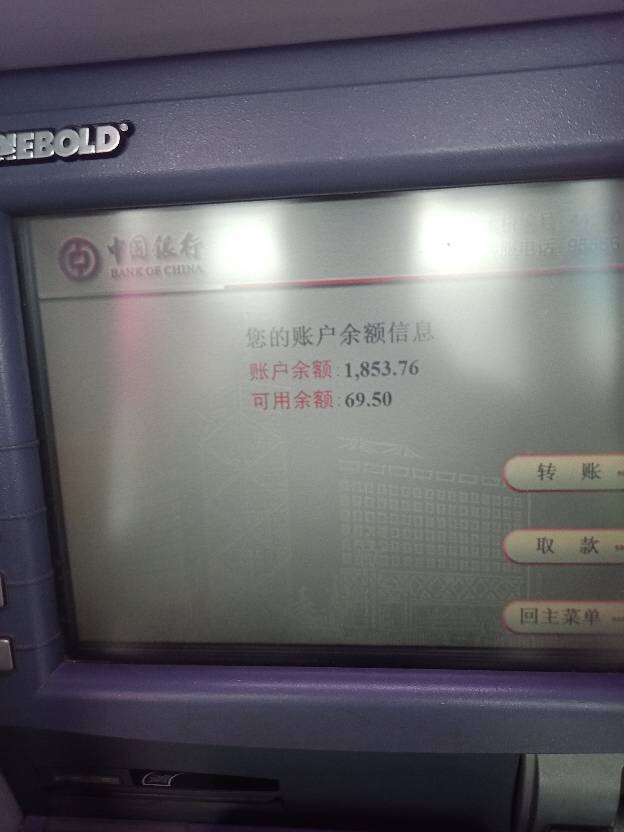 中国银行
BANK OF CHINA
您的账户余额信息
账户余额:1,853.76
可用余额:69.50
转 账
取 款
回主菜单